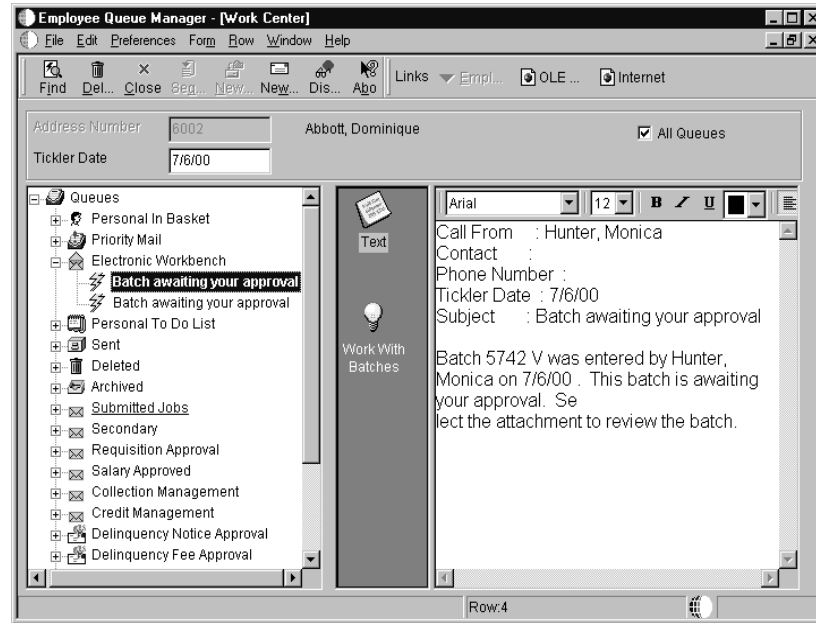 Employee Queue Manager - [Work Center]
File Edit Preferences Form Row Window Help
Find Del... Close Seq... New... New... Dis... Abo Links Empl... OLE ... Internet
Address Number 6002 Abbott, Dominique All Queues
Tickler Date 7/6/00
Queues
Personal In Basket
Priority Mail
Electronic Workbench
Batch awaiting your approval
Batch awaiting your approval
Personal To Do List
Sent
Deleted
Archived
Submitted Jobs
Secondary
Requisition Approval
Salary Approved
Collection Management
Credit Management
Delinquency Notice Approval
Delinquency Fee Approval
Text
Work With
Batches
Arial 12 B I U
Call From : Hunter, Monica
Contact :
Phone Number :
Tickler Date : 7/6/00
Subject : Batch awaiting your approval
Batch 5742 V was entered by Hunter,
Monica on 7/6/00 . This batch is awaiting
your approval. Se
lect the attachment to review the batch.
Row:4